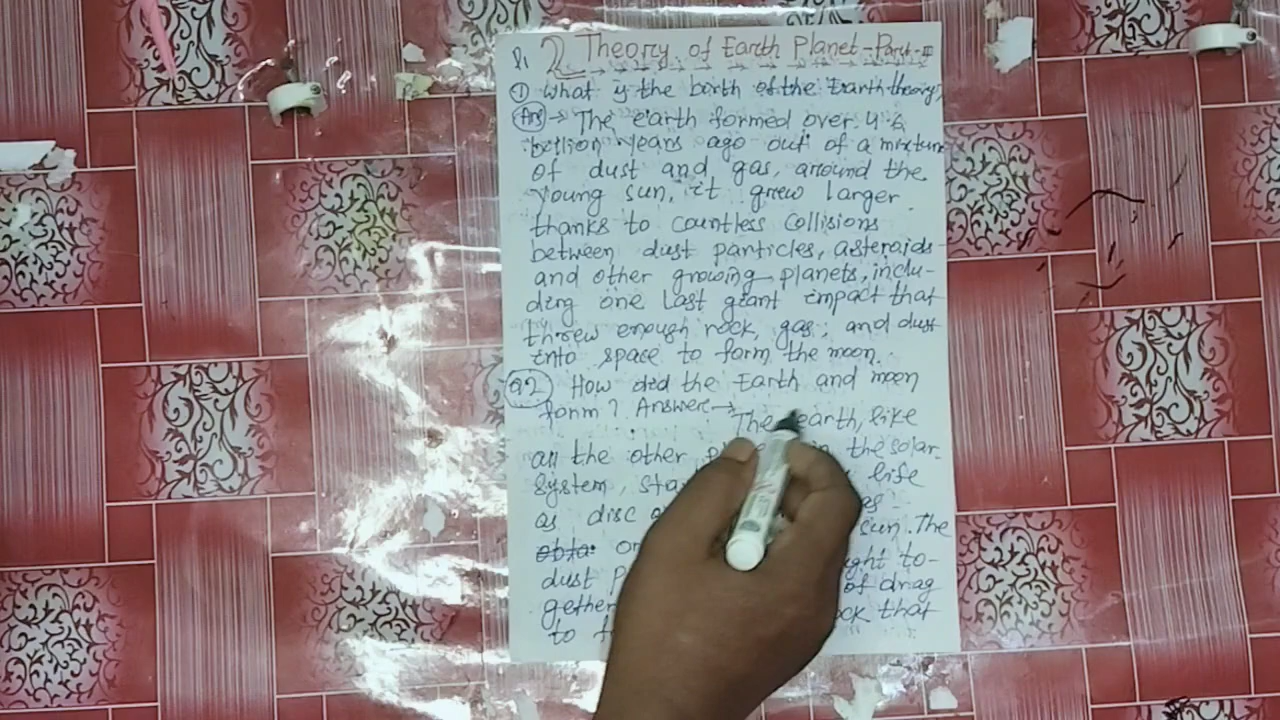 2 Theory of Earth Planet-Part-III
① What is the birth of the Earth theory,
Ans → The earth formed over 4.6
billion years ago out of a mixture
of dust and gas, around the
young sun, it grew larger
thanks to countless collisions
between dust particles, asteroids
and other growing planets, inclu-
ding one last giant impact that
threw enough rock, gas, and dust
into space to form the moon.
Q2 How did the Earth and moon
form? Answer→
The earth, like
all the other the solar-
system, life
as disc
sun. The
dust to-
gether of drag
to that